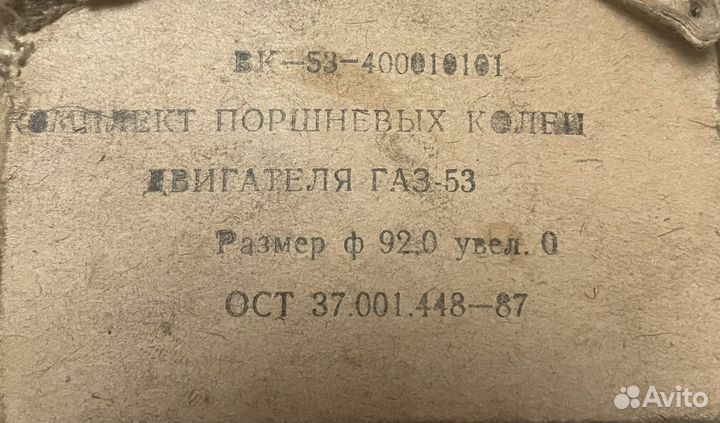 ВК-53-400010101
КОМПЛЕКТ ПОРШНЕВЫХ КОЛЕЦ
ДВИГАТЕЛЯ ГАЗ-53
Размер ф 92.0 увел. 0
ОСТ 37.001.448-87
Avito